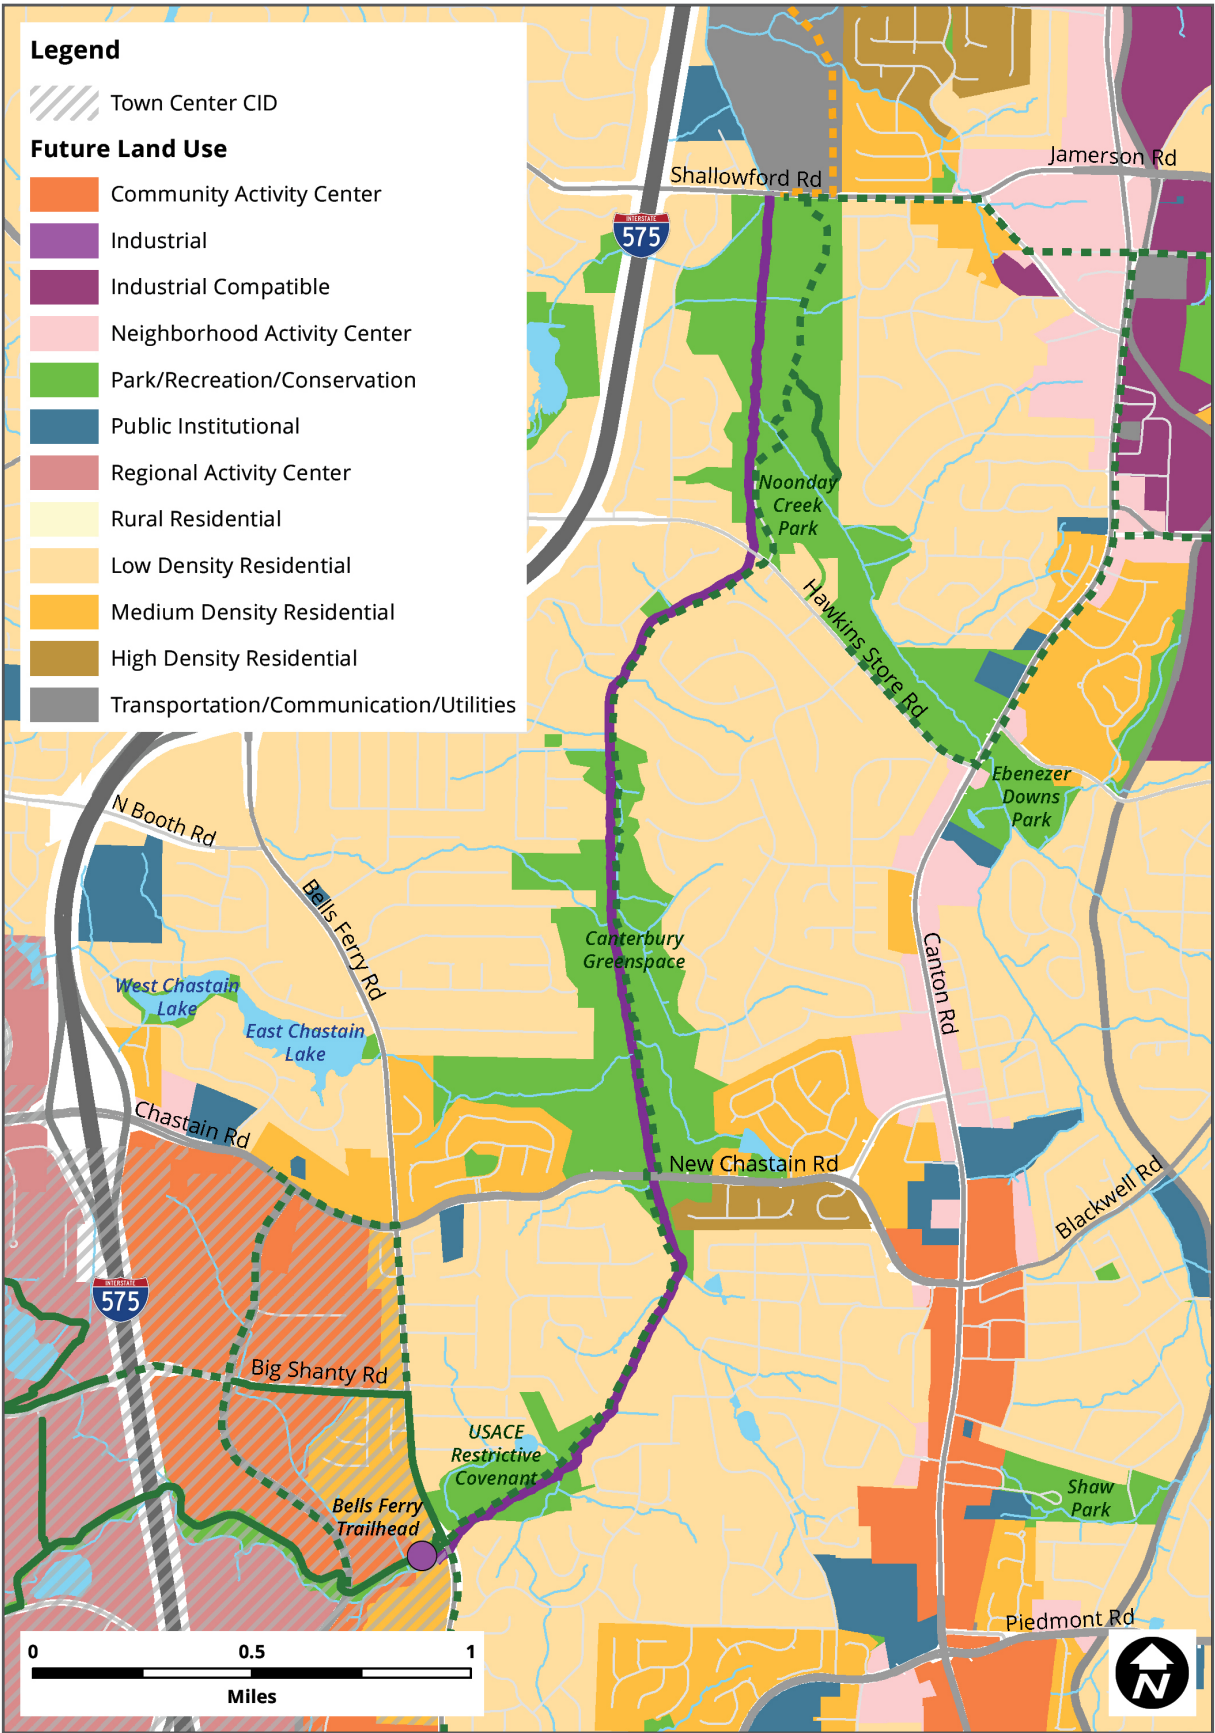 Legend
Town Center CID
Future Land Use
Community Activity Center
Industrial
Industrial Compatible
Neighborhood Activity Center
Park/Recreation/Conservation
Public Institutional
Regional Activity Center
Rural Residential
Low Density Residential
Medium Density Residential
High Density Residential
Transportation/Communication/Utilities
Jamerson Rd
Shallowford Rd
INTERSTATE
575
Noonday
Creek
Park
Hawkins Store Rd
Ebenezer
Downs
Park
N Booth Rd
Bells Ferry Rd
Canterbury
Greenspace
Canton Rd
West Chastain
Lake
East Chastain
Lake
Chastain Rd
New Chastain Rd
Blackwell Rd
INTERSTATE
575
Big Shanty Rd
USACE
Restrictive
Covenant
Bells Ferry
Trailhead
Shaw
Park
Piedmont Rd
0 0.5 1
Miles
N